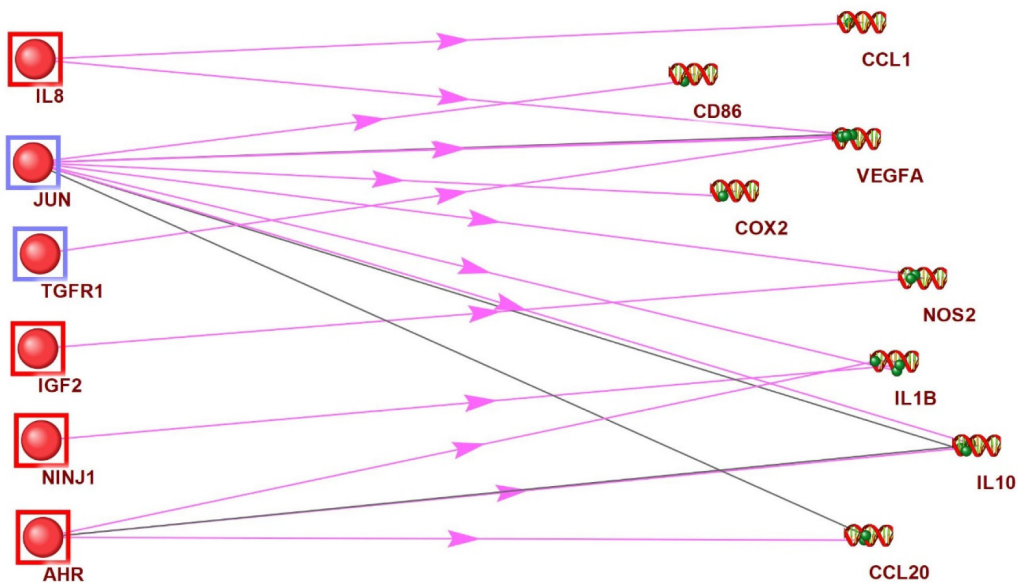 CCL1
IL8
CD86
VEGFA
JUN
COX2
TGFR1
NOS2
IGF2
IL1B
NINJ1
IL10
AHR
CCL20